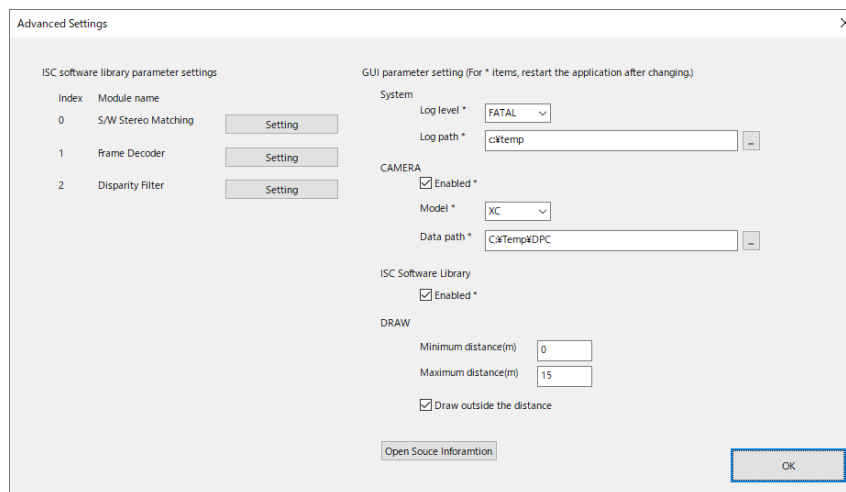 Advanced Settings
ISC software library parameter settings
Index Module name
0 S/W Stereo Matching Setting
1 Frame Decoder Setting
2 Disparity Filter Setting
GUI parameter setting (For * items, restart the application after changing.)
System
Log level * FATAL
Log path * c:¥temp ...
CAMERA
Enabled *
Model * XC
Data path * C:¥Temp¥DPC ...
ISC Software Library
Enabled *
DRAW
Minimum distance(m) 0
Maximum distance(m) 15
Draw outside the distance
Open Souce Inforamtion
OK